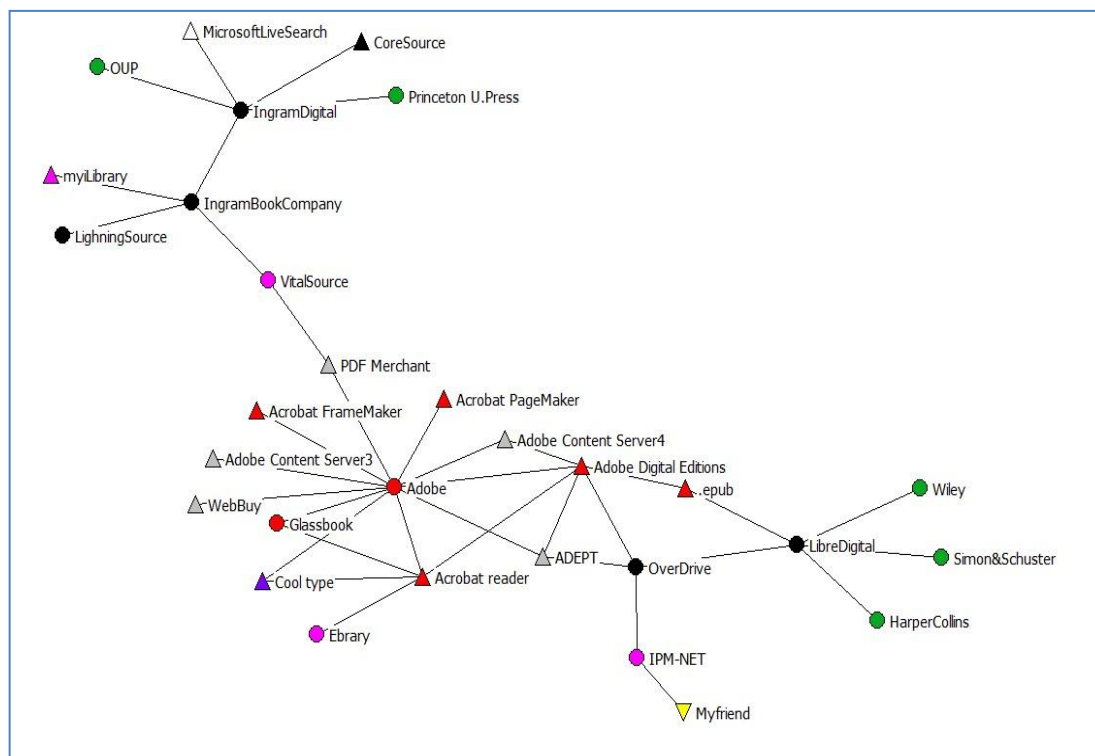 MicrosoftLiveSearch
CoreSource
OUP
Princeton U.Press
IngramDigital
myiLibrary
IngramBookCompany
LighningSource
VitalSource
PDF Merchant
Acrobat PageMaker
Acrobat FrameMaker
Adobe Content Server4
Adobe Content Server3
Adobe Digital Editions
Adobe
.epub
Wiley
WebBuy
Glassbook
LibreDigital
ADEPT
Simon&Schuster
OverDrive
Cool type
Acrobat reader
HarperCollins
Ebrary
IPM-NET
Myfriend